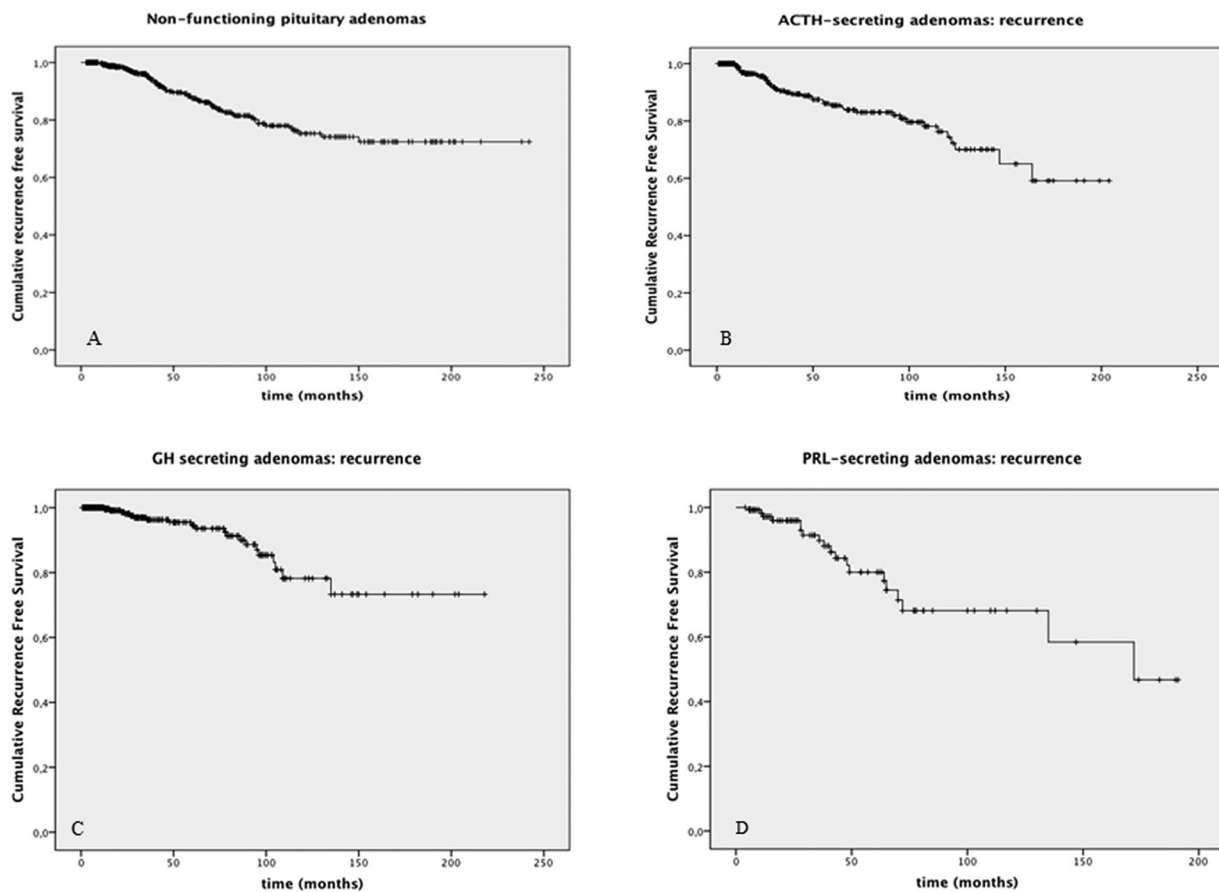 Non-functioning pituitary adenomas
Cumulative recurrence free survival
1,0
0,8
0,6
0,4
0,2
0,0
A
0 50 100 150 200 250
time (months)
ACTH-secreting adenomas: recurrence
Cumulative Recurrence Free Survival
1,0
0,8
0,6
0,4
0,2
0,0
B
0 50 100 150 200 250
time (months)
GH secreting adenomas: recurrence
Cumulative Recurrence Free Survival
1,0
0,8
0,6
0,4
0,2
0,0
C
0 50 100 150 200 250
time (months)
PRL-secreting adenomas: recurrence
Cumulative Recurrence Free Survival
1,0
0,8
0,6
0,4
0,2
0,0
D
0 50 100 150 200
time (months)